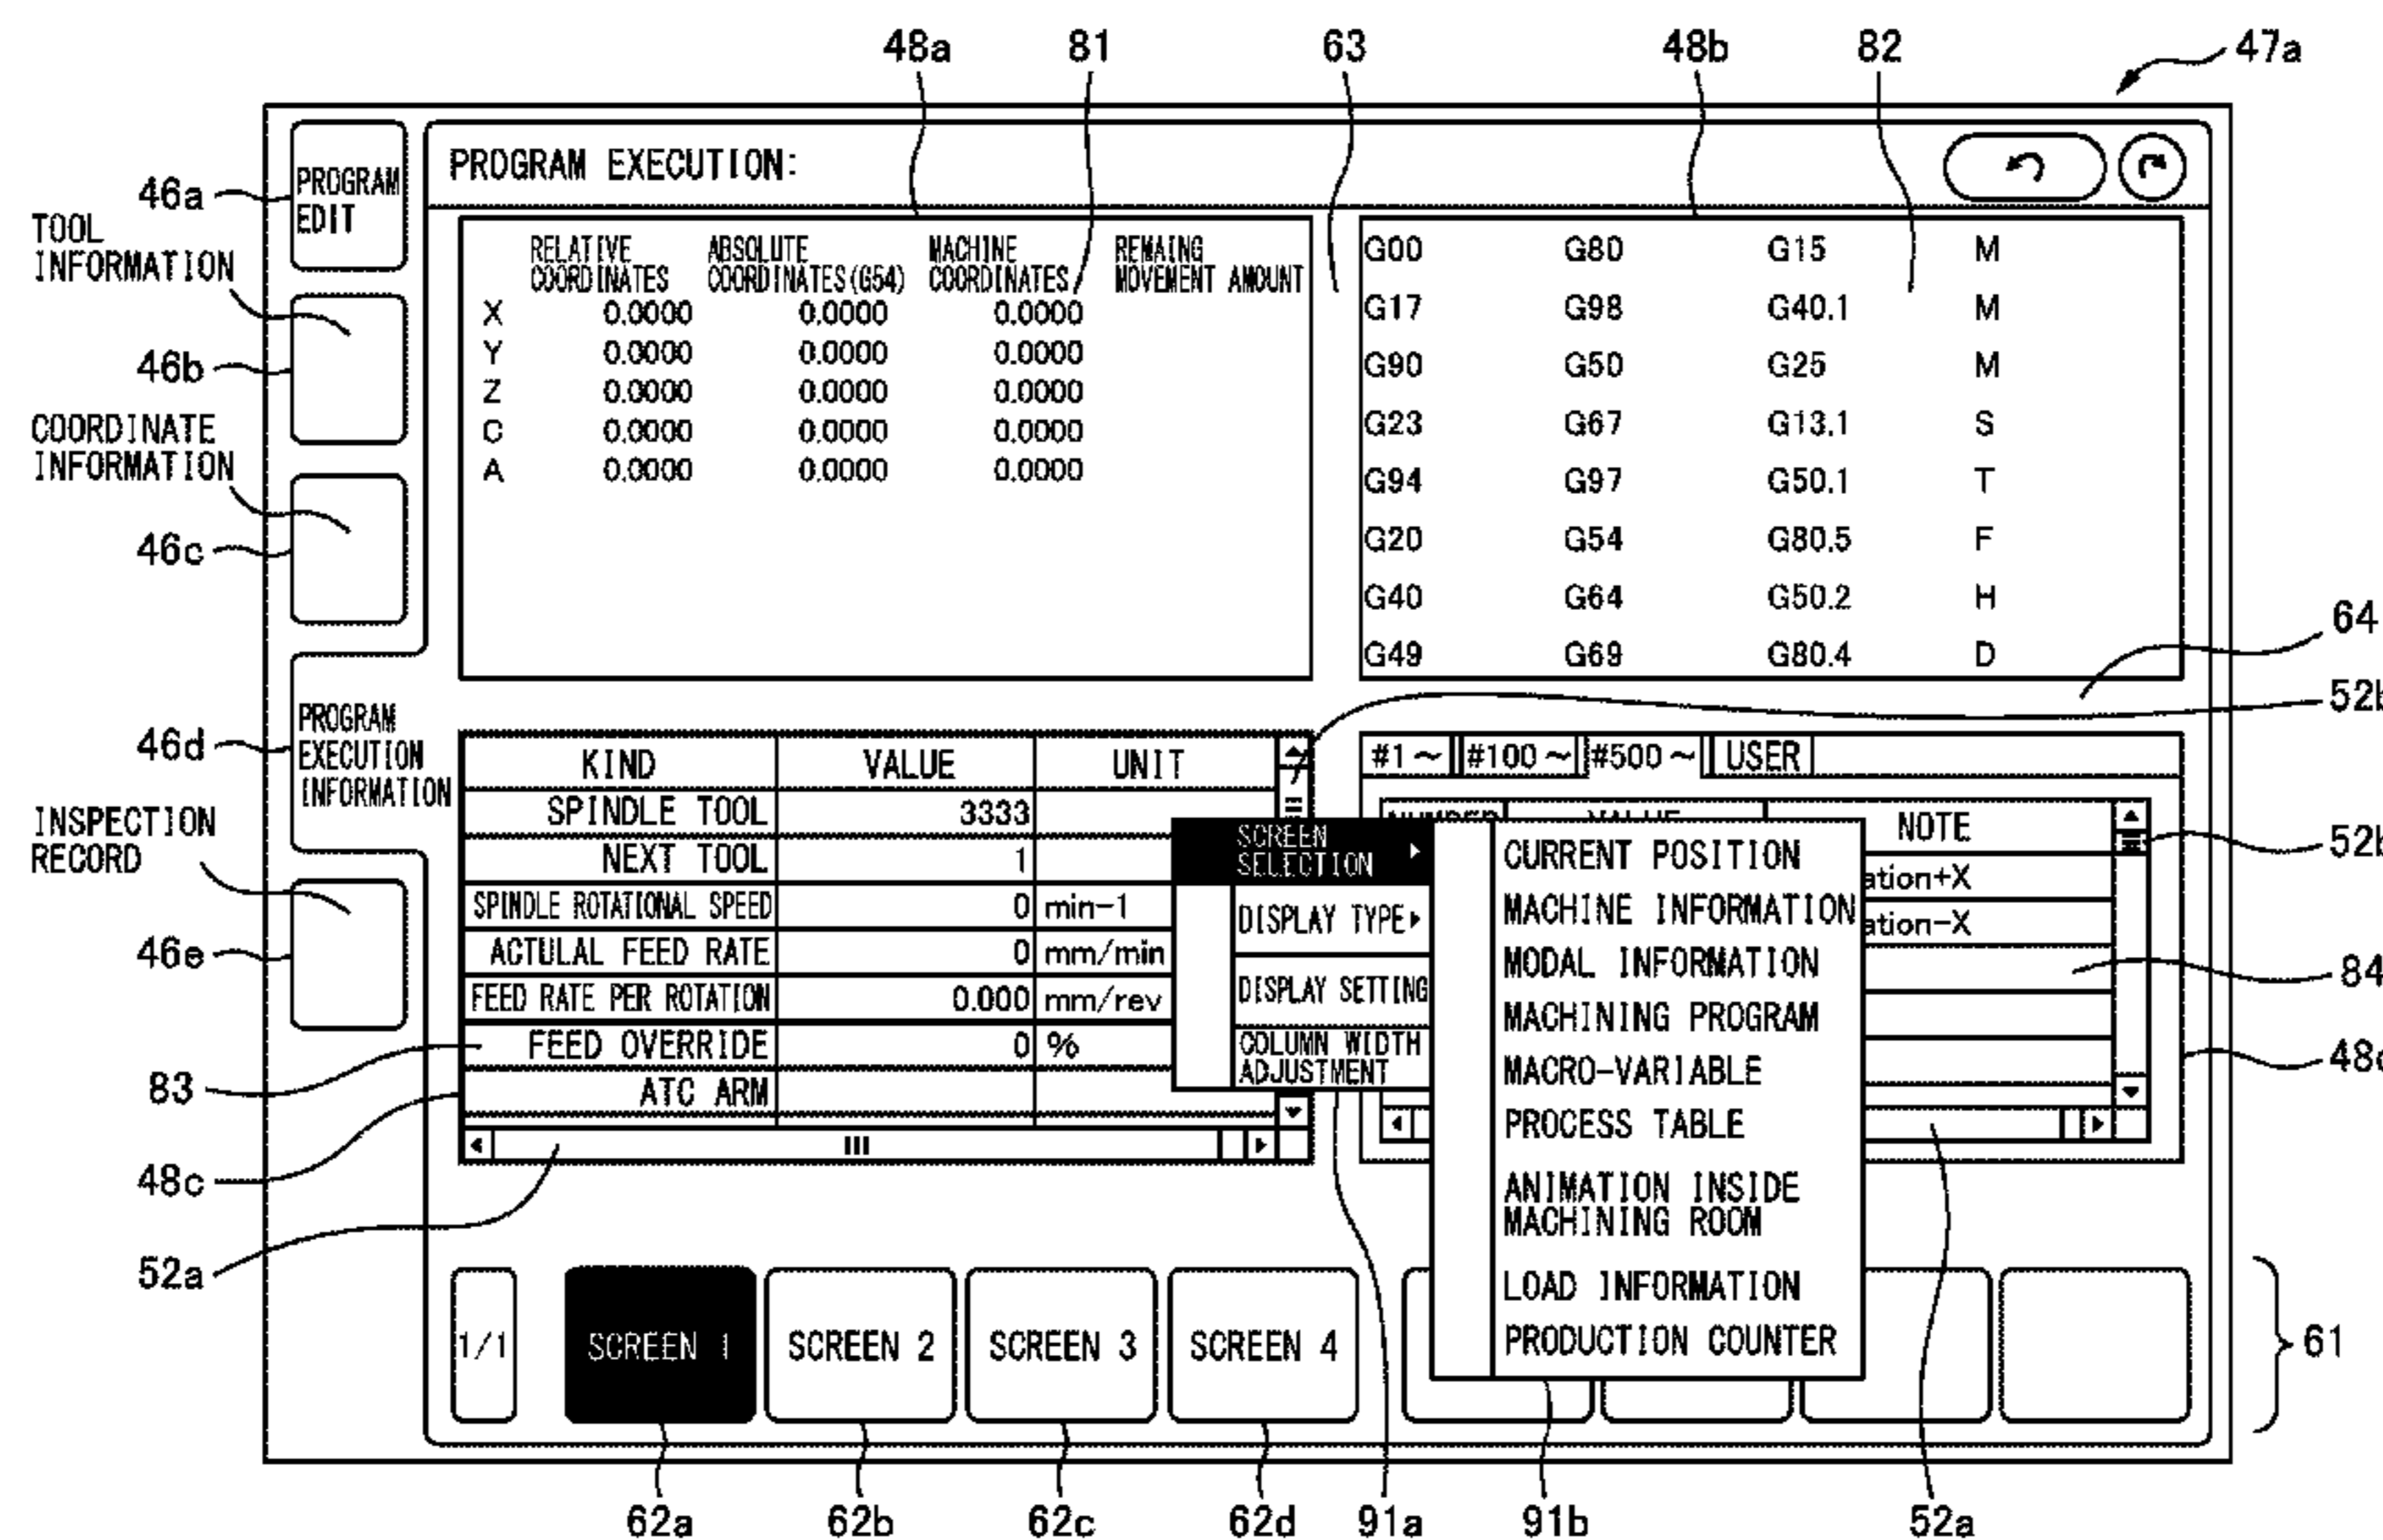 48a 81 63 48b 82 47a
46a
PROGRAM
EDIT
PROGRAM EXECUTION:
TOOL
INFORMATION
46b
COORDINATE
INFORMATION
46c
RELATIVE
COORDINATES
ABSOLUTE
COORDINATES(G54)
MACHINE
COORDINATES
REMAING
MOVEMENT AMOUNT
X 0.0000 0.0000 0.0000
Y 0.0000 0.0000 0.0000
Z 0.0000 0.0000 0.0000
C 0.0000 0.0000 0.0000
A 0.0000 0.0000 0.0000
G00 G80 G15 M
G17 G98 G40.1 M
G90 G50 G25 M
G23 G67 G13.1 S
G94 G97 G50.1 T
G20 G54 G80.5 F
G40 G64 G50.2 H
G49 G69 G80.4 D
64
52b
46d
PROGRAM
EXECUTION
INFORMATION
INSPECTION
RECORD
46e
KIND VALUE UNIT
SPINDLE TOOL 3333
NEXT TOOL 1
SPINDLE ROTATIONAL SPEED 0 min-1
ACTULAL FEED RATE 0 mm/min
FEED RATE PER ROTATION 0.000 mm/rev
FEED OVERRIDE 0 %
ATC ARM
83
48c
52a
#1~ #100~ #500~ USER
NOTE
ation+X
ation-X
52b
84
SCREEN
SELECTION
DISPLAY TYPE
DISPLAY SETTING
COLUMN WIDTH
ADJUSTMENT
CURRENT POSITION
MACHINE INFORMATION
MODAL INFORMATION
MACHINING PROGRAM
MACRO-VARIABLE
PROCESS TABLE
ANIMATION INSIDE
MACHINING ROOM
LOAD INFORMATION
PRODUCTION COUNTER
1/1 SCREEN 1 SCREEN 2 SCREEN 3 SCREEN 4
61
62a 62b 62c 62d 91a 91b 52a